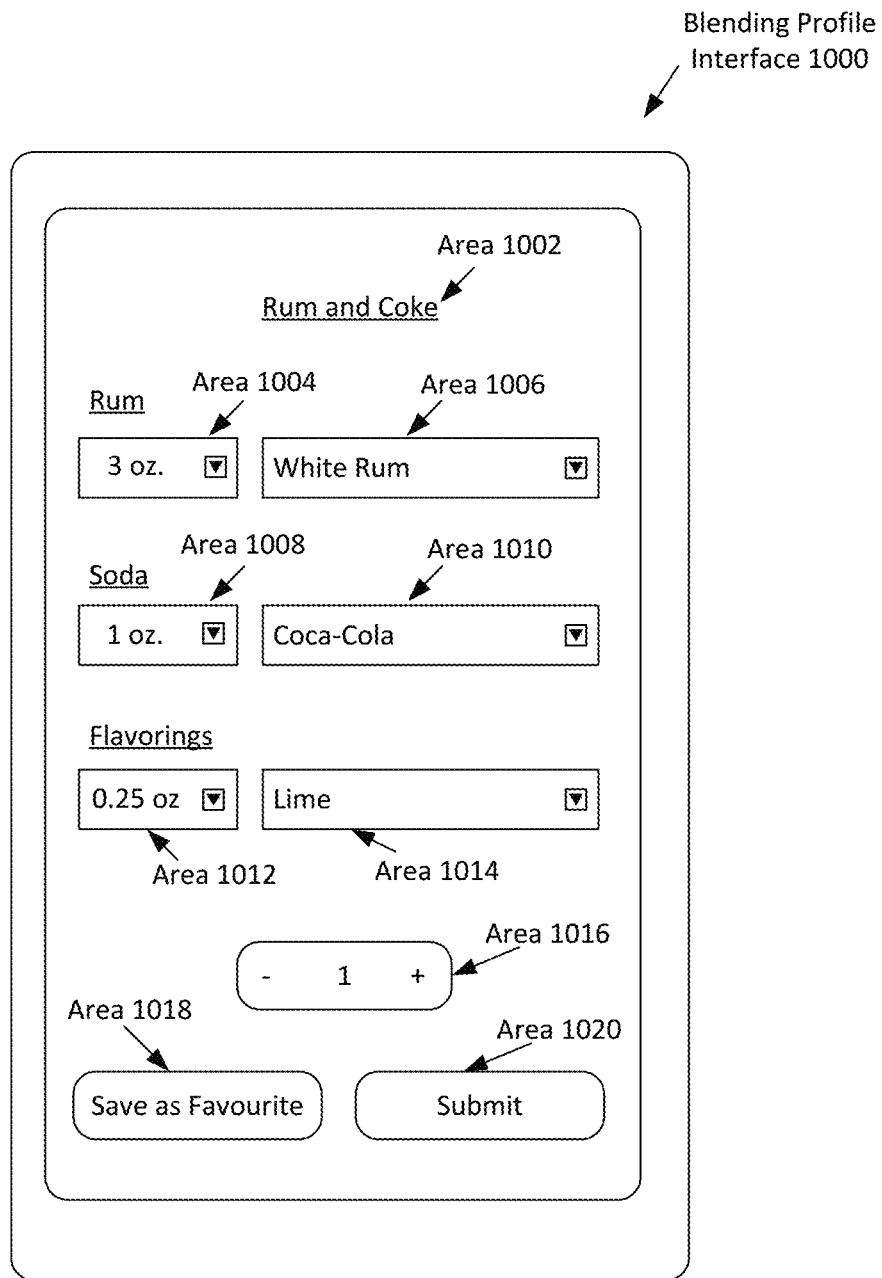 Blending Profile
Interface 1000
Area 1002
Rum and Coke
Area 1004
Area 1006
Rum
3 oz.
White Rum
Area 1008
Area 1010
Soda
1 oz.
Coca-Cola
Flavorings
0.25 oz
Lime
Area 1012
Area 1014
Area 1016
- 1 +
Area 1018
Area 1020
Save as Favourite
Submit